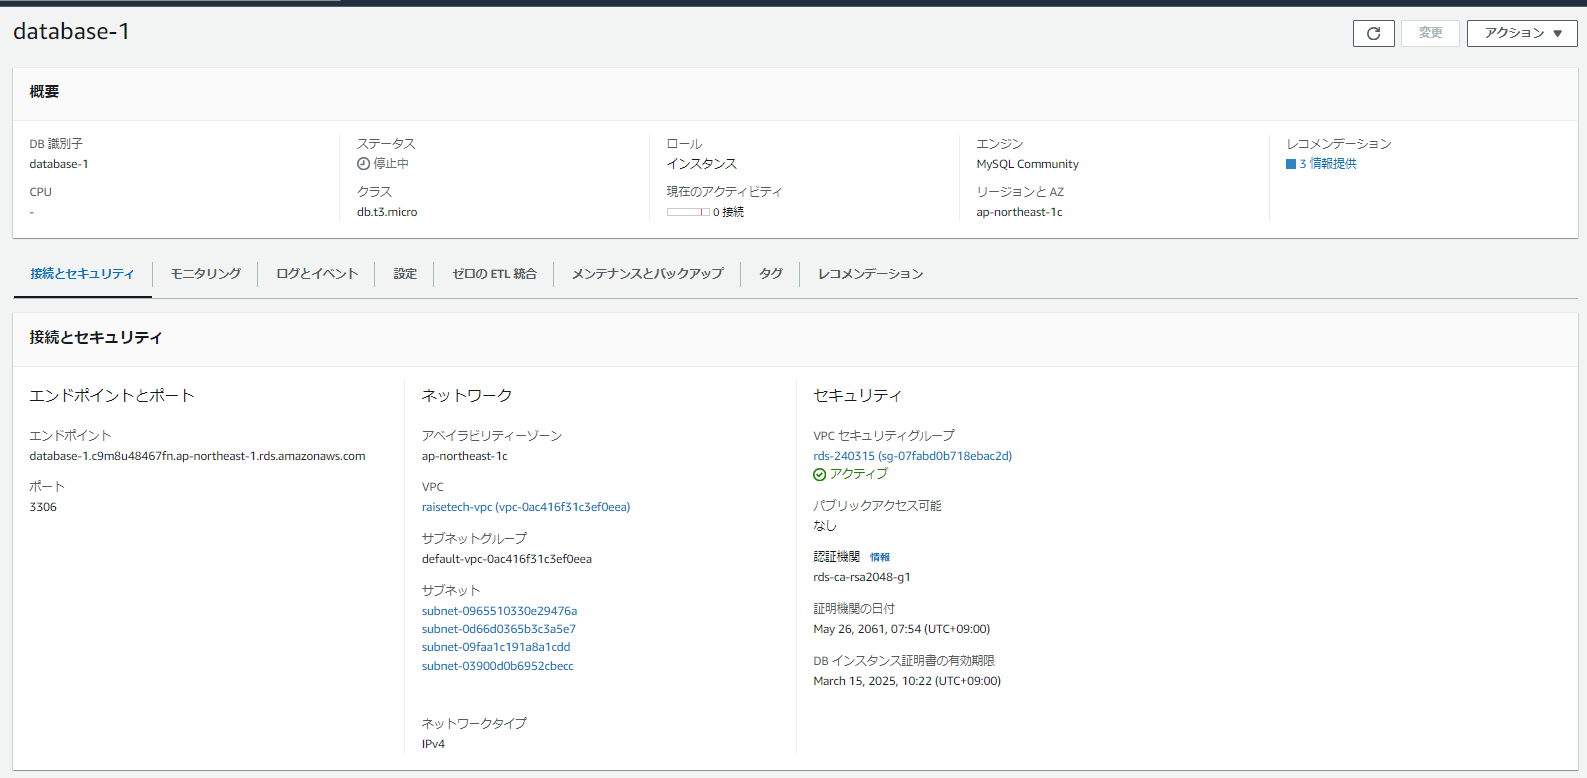 database-1
変更
アクション ▼
概要
DB 識別子
database-1
CPU
-
ステータス
停止中
クラス
db.t3.micro
ロール
インスタンス
現在のアクティビティ
0 接続
エンジン
MySQL Community
リージョンと AZ
ap-northeast-1c
レコメンデーション
3 情報提供
接続とセキュリティ
モニタリング
ログとイベント
設定
ゼロの ETL 統合
メンテナンスとバックアップ
タグ
レコメンデーション
接続とセキュリティ
エンドポイントとポート
エンドポイント
database-1.c9m8u48467fn.ap-northeast-1.rds.amazonaws.com
ポート
3306
ネットワーク
アベイラビリティーゾーン
ap-northeast-1c
VPC
raisetech-vpc (vpc-0ac416f31c3ef0eea)
サブネットグループ
default-vpc-0ac416f31c3ef0eea
サブネット
subnet-0965510330e29476a
subnet-0d66d0365b3c3a5e7
subnet-09faa1c191a8a1cdd
subnet-03900d0b6952cbecc
ネットワークタイプ
IPv4
セキュリティ
VPC セキュリティグループ
rds-240315 (sg-07fabd0b718ebac2d)
アクティブ
パブリックアクセス可能
なし
認証機関 情報
rds-ca-rsa2048-g1
証明機関の日付
May 26, 2061, 07:54 (UTC+09:00)
DB インスタンス証明書の有効期限
March 15, 2025, 10:22 (UTC+09:00)